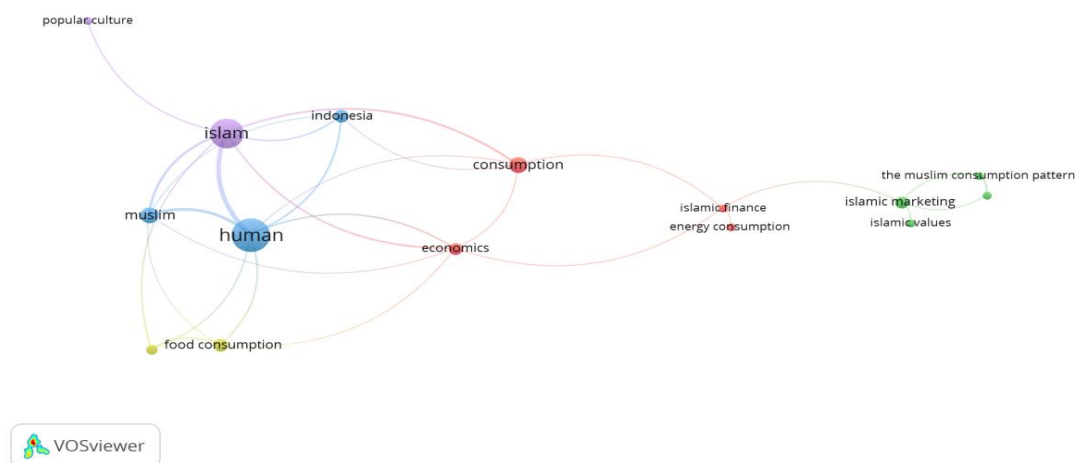 popular culture
islam
indonesia
consumption
the muslim consumption pattern
islamic marketing
islamic finance
muslim
islamic values
energy consumption
human
economics
food consumption
VOSviewer